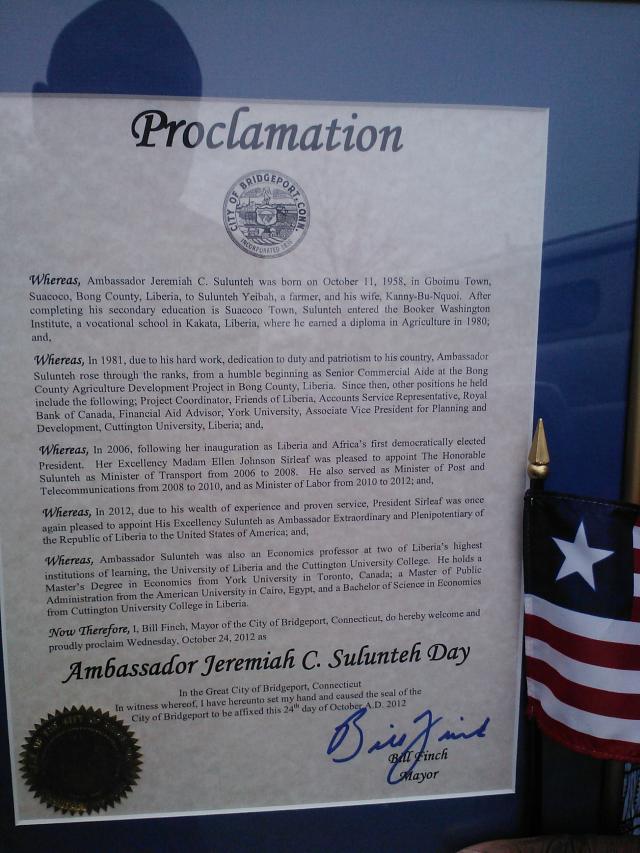 Proclamation
CITY OF BRIDGEPORT, CONN.
INCORPORATED 1836
Whereas, Ambassador Jeremiah C. Sulunteh was born on October 11, 1958, in Gboimu Town,
Suacoco, Bong County, Liberia, to Sulunteh Yeibah, a farmer, and his wife, Kanny-Bu-Nquoi. After
completing his secondary education is Suacoco Town, Sulunteh entered the Booker Washington
Institute, a vocational school in Kakata, Liberia, where he earned a diploma in Agriculture in 1980;
and,
Whereas, In 1981, due to his hard work, dedication to duty and patriotism to his country, Ambassador
Sulunteh rose through the ranks, from a humble beginning as Senior Commercial Aide at the Bong
County Agriculture Development Project in Bong County, Liberia. Since then, other positions he held
include the following; Project Coordinator, Friends of Liberia, Accounts Service Representative, Royal
Bank of Canada, Financial Aid Advisor, York University, Associate Vice President for Planning and
Development, Cuttington University, Liberia; and,
Whereas, In 2006, following her inauguration as Liberia and Africa's first democratically elected
President. Her Excellency Madam Ellen Johnson Sirleaf was pleased to appoint The Honorable
Sulunteh as Minister of Transport from 2006 to 2008. He also served as Minister of Post and
Telecommunications from 2008 to 2010, and as Minister of Labor from 2010 to 2012; and,
Whereas, In 2012, due to his wealth of experience and proven service, President Sirleaf was once
again pleased to appoint His Excellency Sulunteh as Ambassador Extraordinary and Plenipotentiary of
the Republic of Liberia to the United States of America; and,
Whereas, Ambassador Sulunteh was also an Economics professor at two of Liberia's highest
institutions of learning, the University of Liberia and the Cuttington University College. He holds a
Master's Degree in Economics from York University in Toronto, Canada; a Master of Public
Administration from the American University in Cairo, Egypt, and a Bachelor of Science in Economics
from Cuttington University College in Liberia.
Now Therefore, I, Bill Finch, Mayor of the City of Bridgeport, Connecticut, do hereby welcome and
proudly proclaim Wednesday, October 24, 2012 as
Ambassador Jeremiah C. Sulunteh Day
In the Great City of Bridgeport, Connecticut
In witness whereof, I have hereunto set my hand and caused the seal of the
City of Bridgeport to be affixed this 24th day of October A.D. 2012
Bill Finch
Bill Finch
Mayor